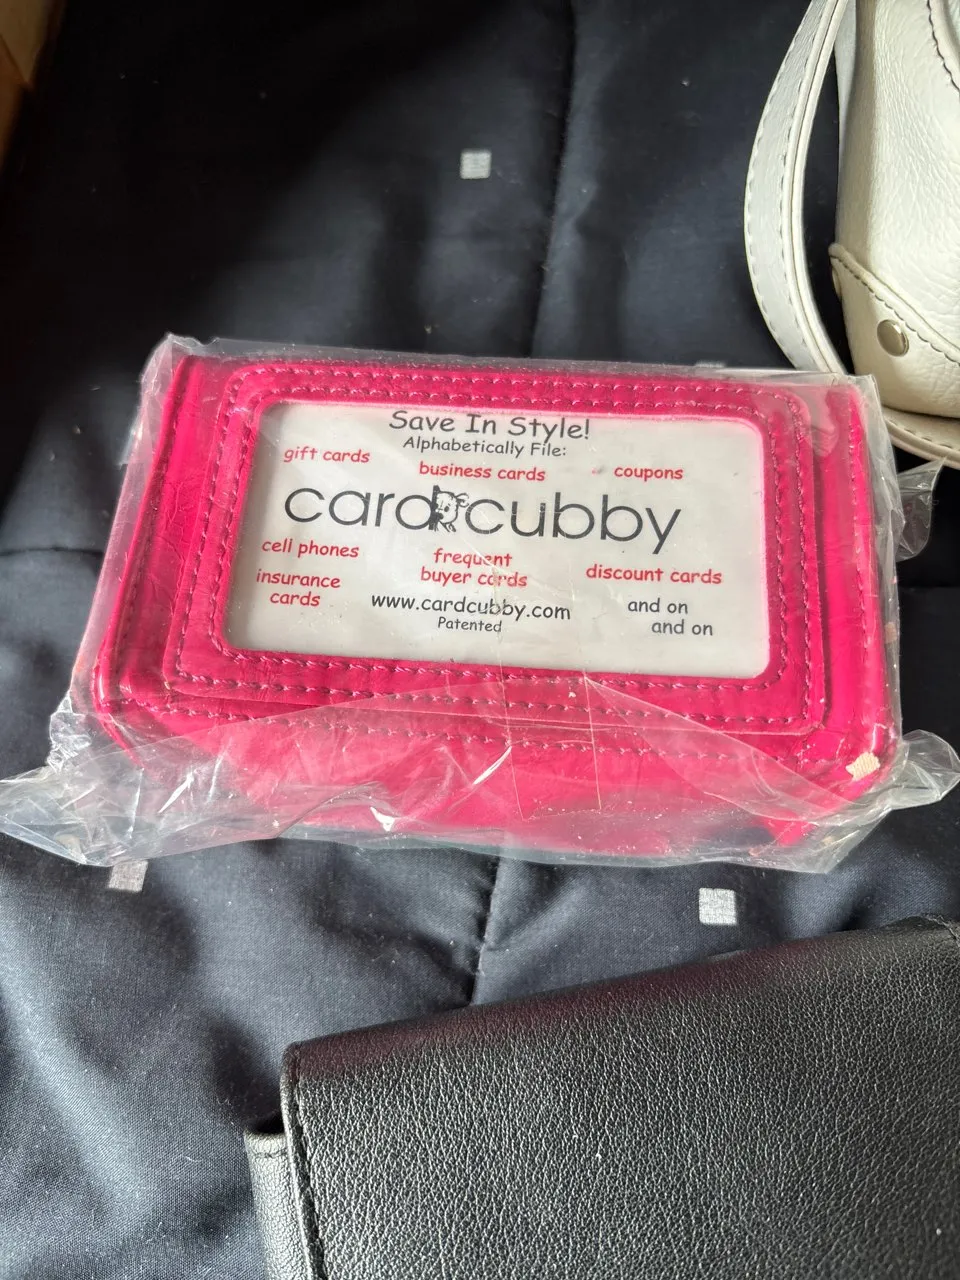 Save In Style!
Alphabetically File:
gift cards business cards coupons
cardcubby
cell phones frequent buyer cards discount cards
insurance cards
www.cardcubby.com and on
Patented and on